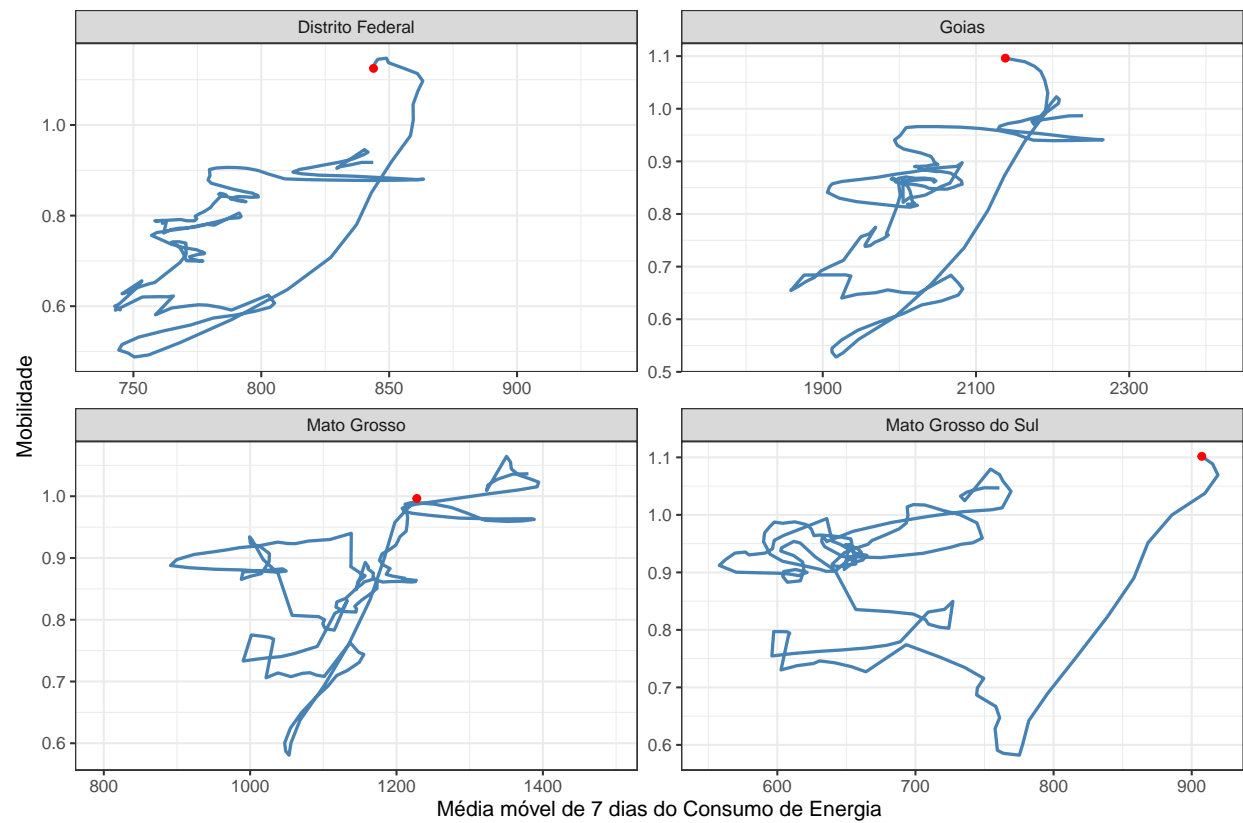 Distrito Federal
Goias
1.0
0.8
0.6
750 800 850 900
1.1
1.0
0.9
0.8
0.7
0.6
0.5
1900 2100 2300
Mobilidade
Mato Grosso
Mato Grosso do Sul
1.0
0.9
0.8
0.7
0.6
800 1000 1200 1400
1.1
1.0
0.9
0.8
0.7
0.6
600 700 800 900
Média móvel de 7 dias do Consumo de Energia